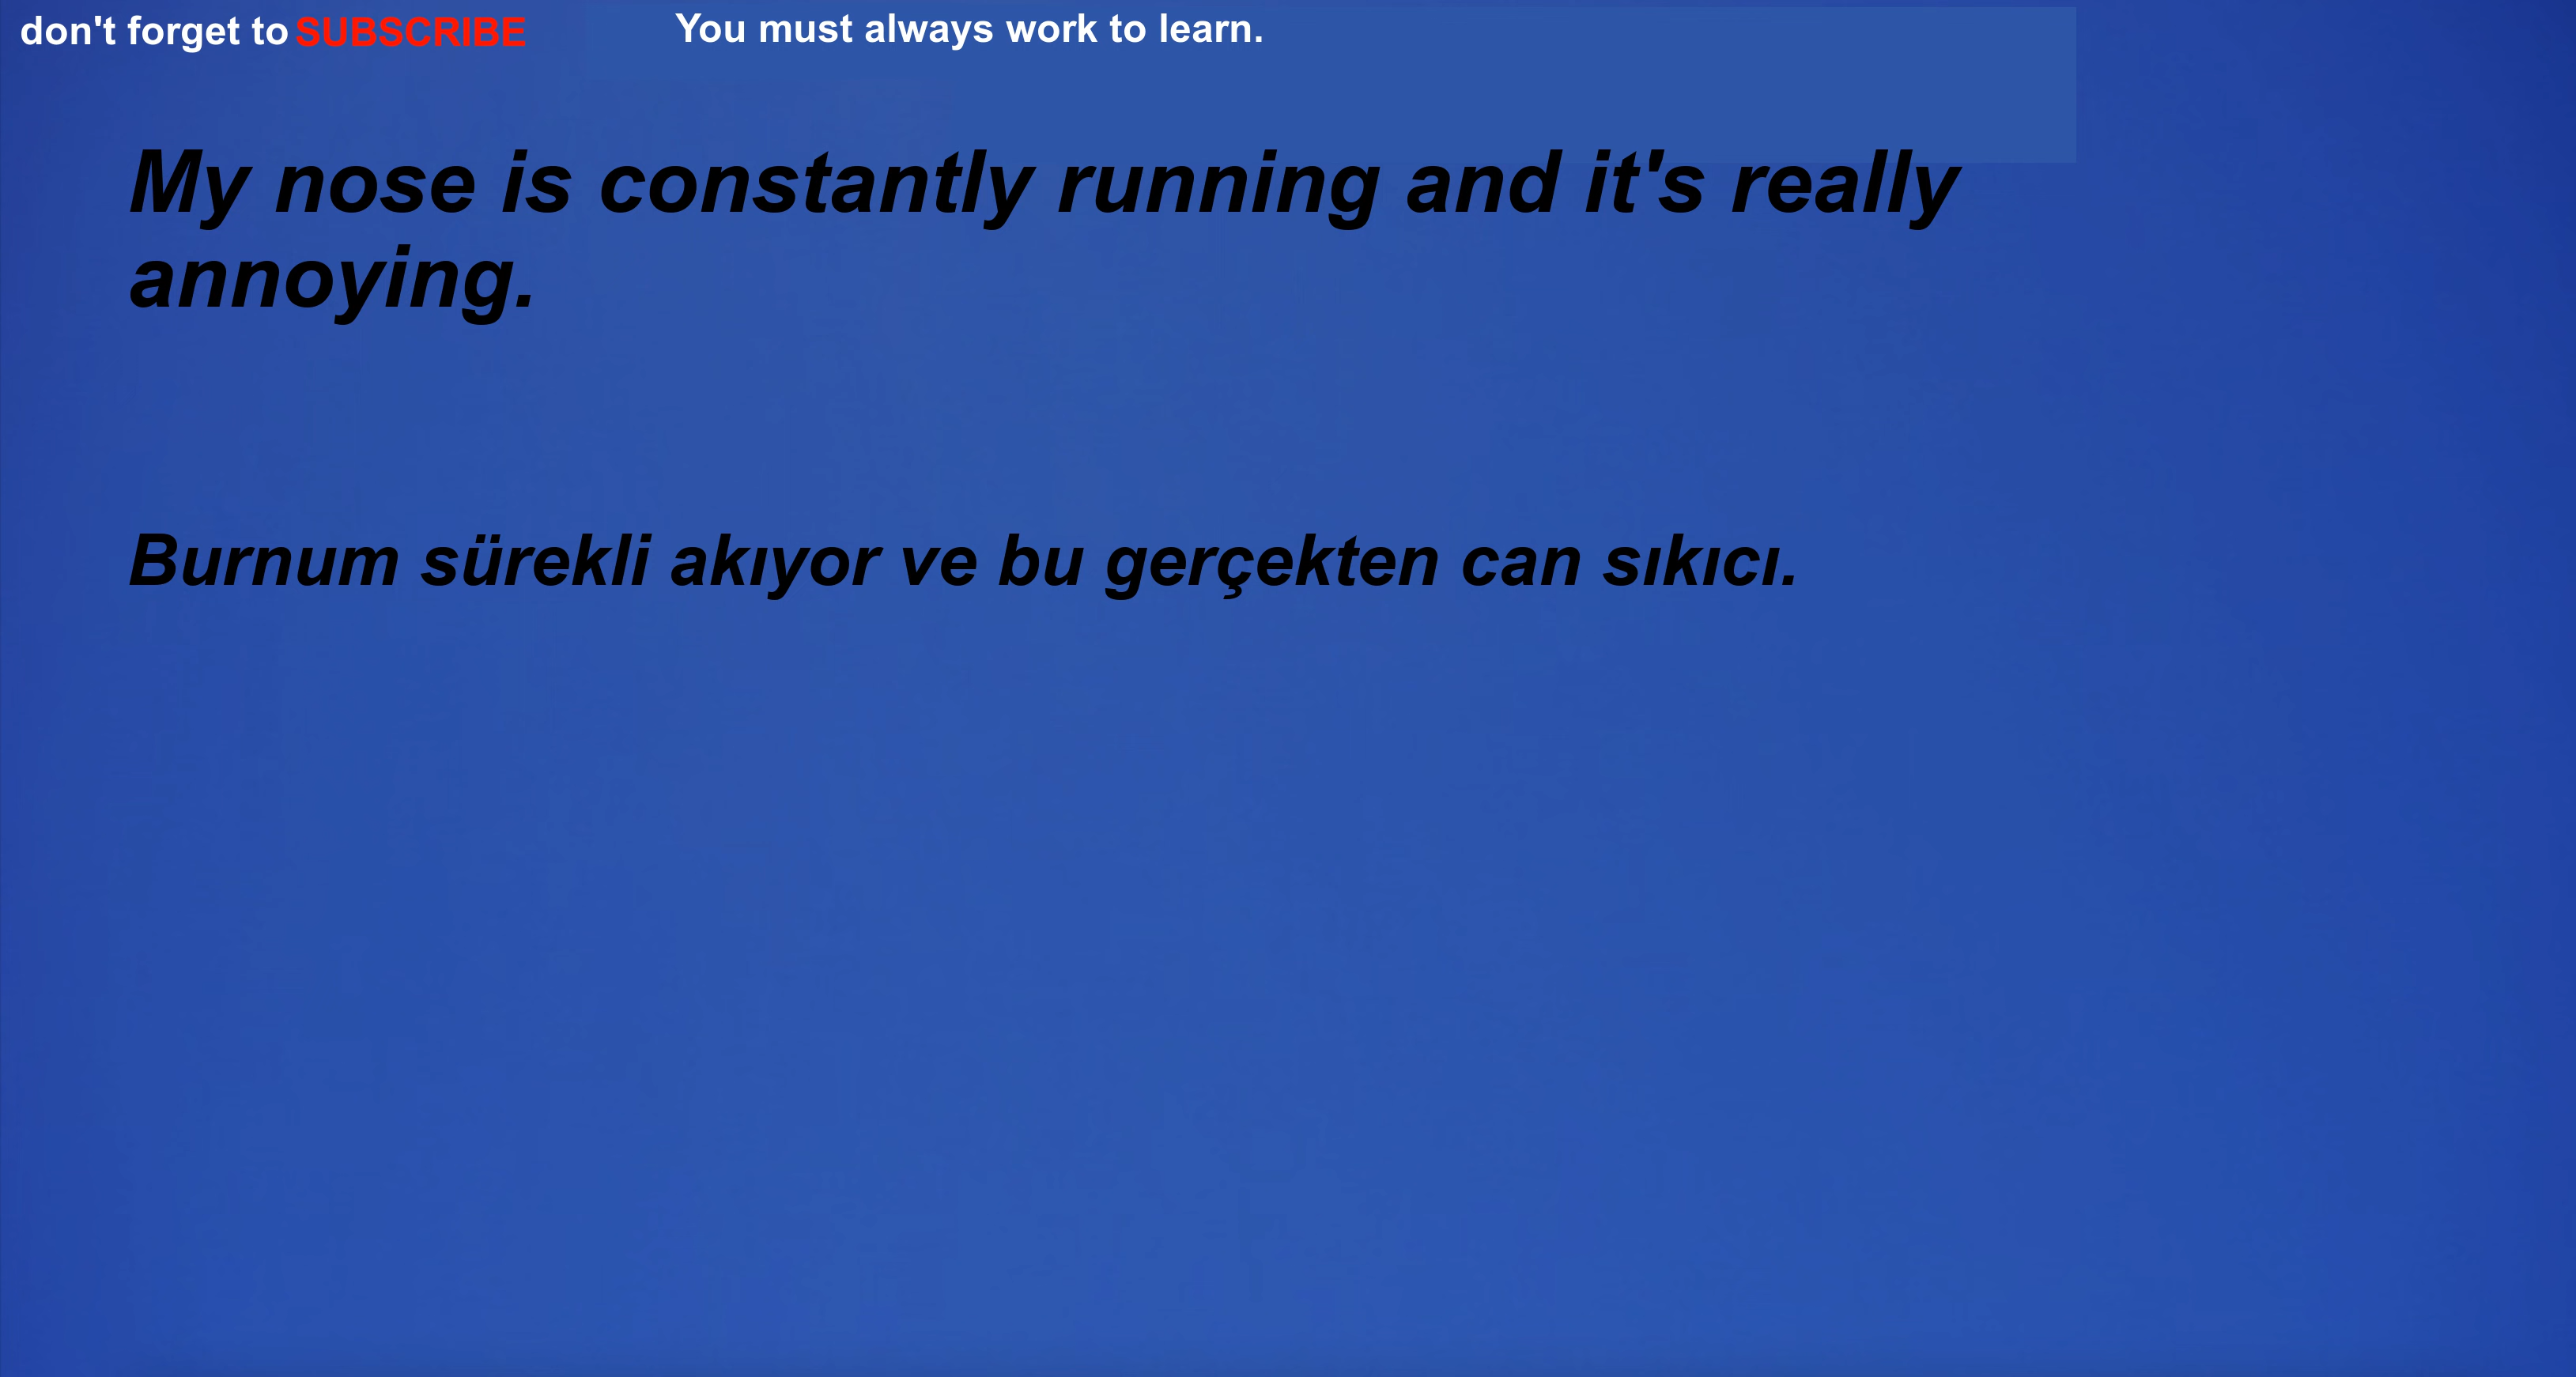 don't forget to SUBSCRIBE
You must always work to learn.
My nose is constantly running and it's really
annoying.
Burnum sürekli akıyor ve bu gerçekten can sıkıcı.